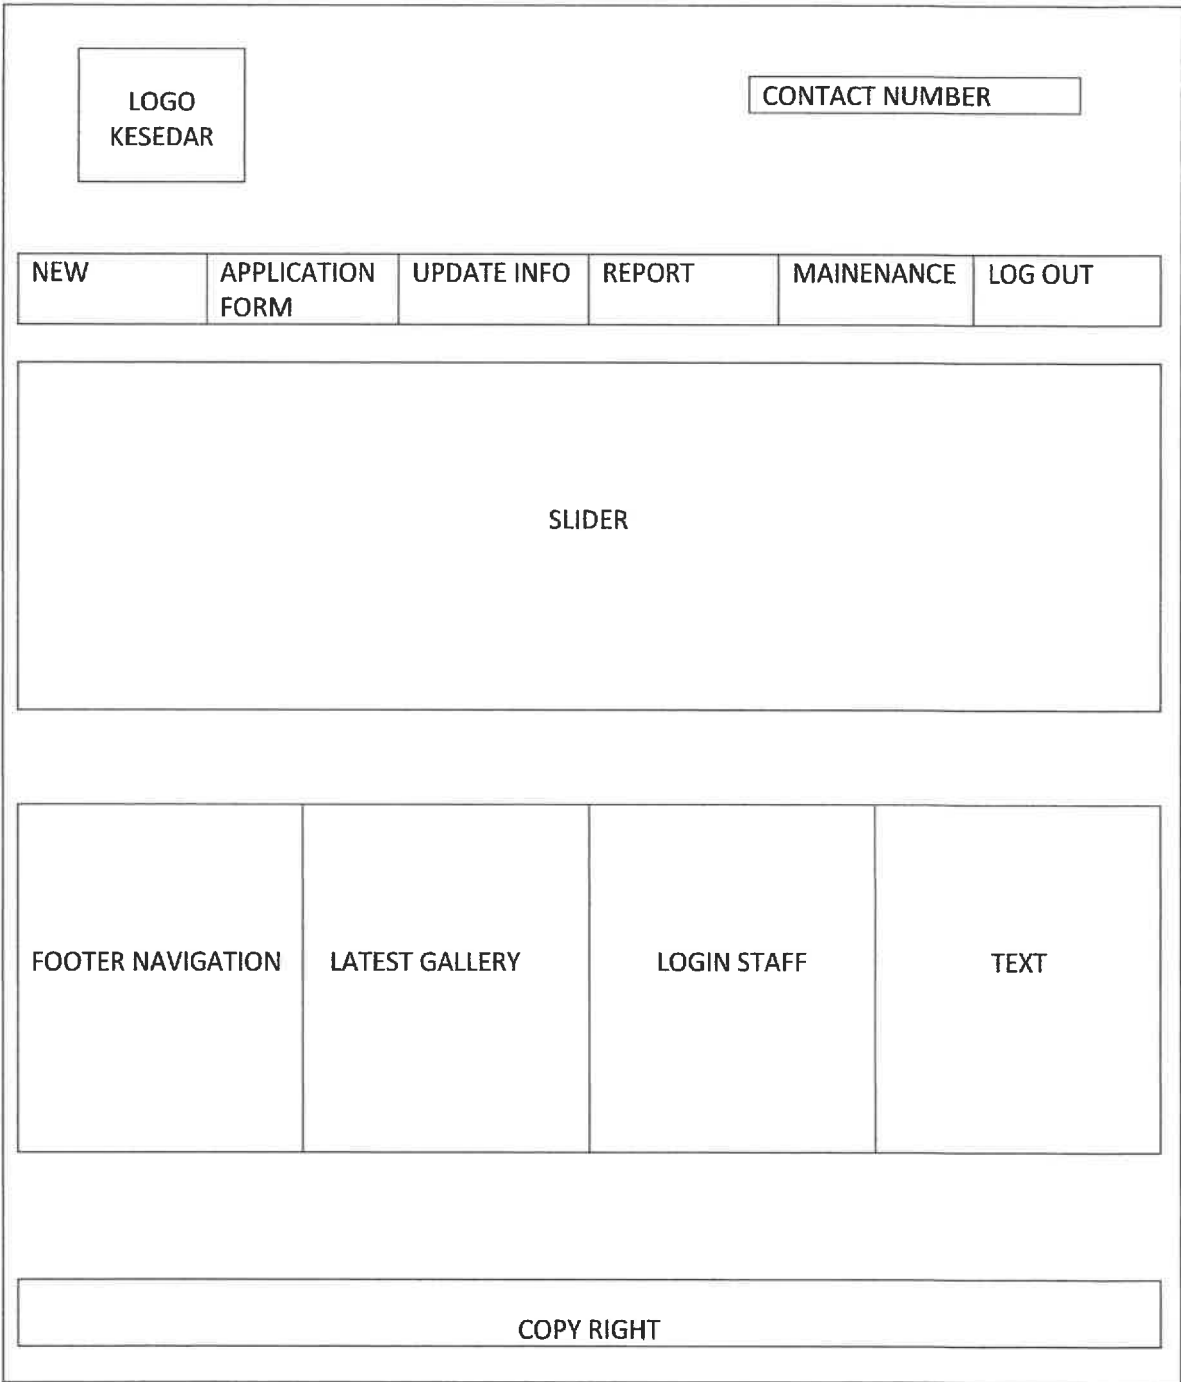 LOGO
KESEDAR
CONTACT NUMBER
NEW
APPLICATION
FORM
UPDATE INFO
REPORT
MAINENANCE
LOG OUT
SLIDER
FOOTER NAVIGATION
LATEST GALLERY
LOGIN STAFF
TEXT
COPY RIGHT